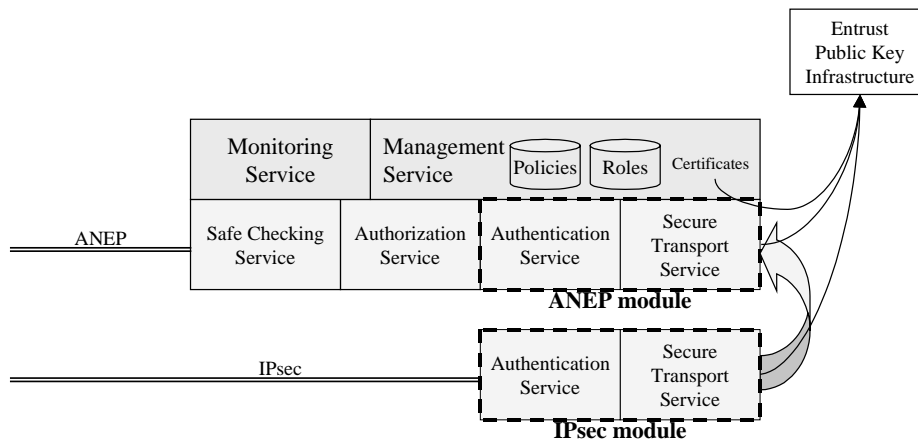 Entrust
Public Key
Infrastructure
Monitoring
Service
Management
Service
Policies
Roles
Certificates
ANEP
Safe Checking
Service
Authorization
Service
Authentication
Service
Secure
Transport
Service
ANEP module
IPsec
Authentication
Service
Secure
Transport
Service
IPsec module